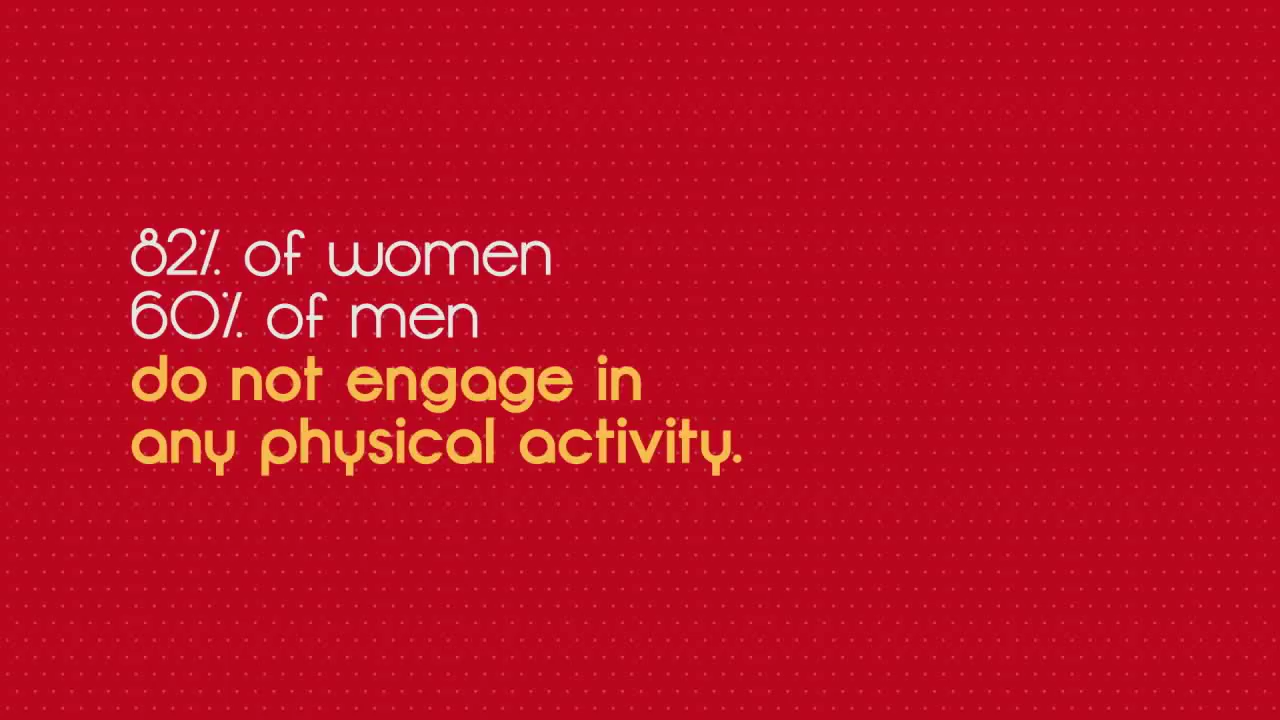 82% of women
60% of men
do not engage in
any physical activity.